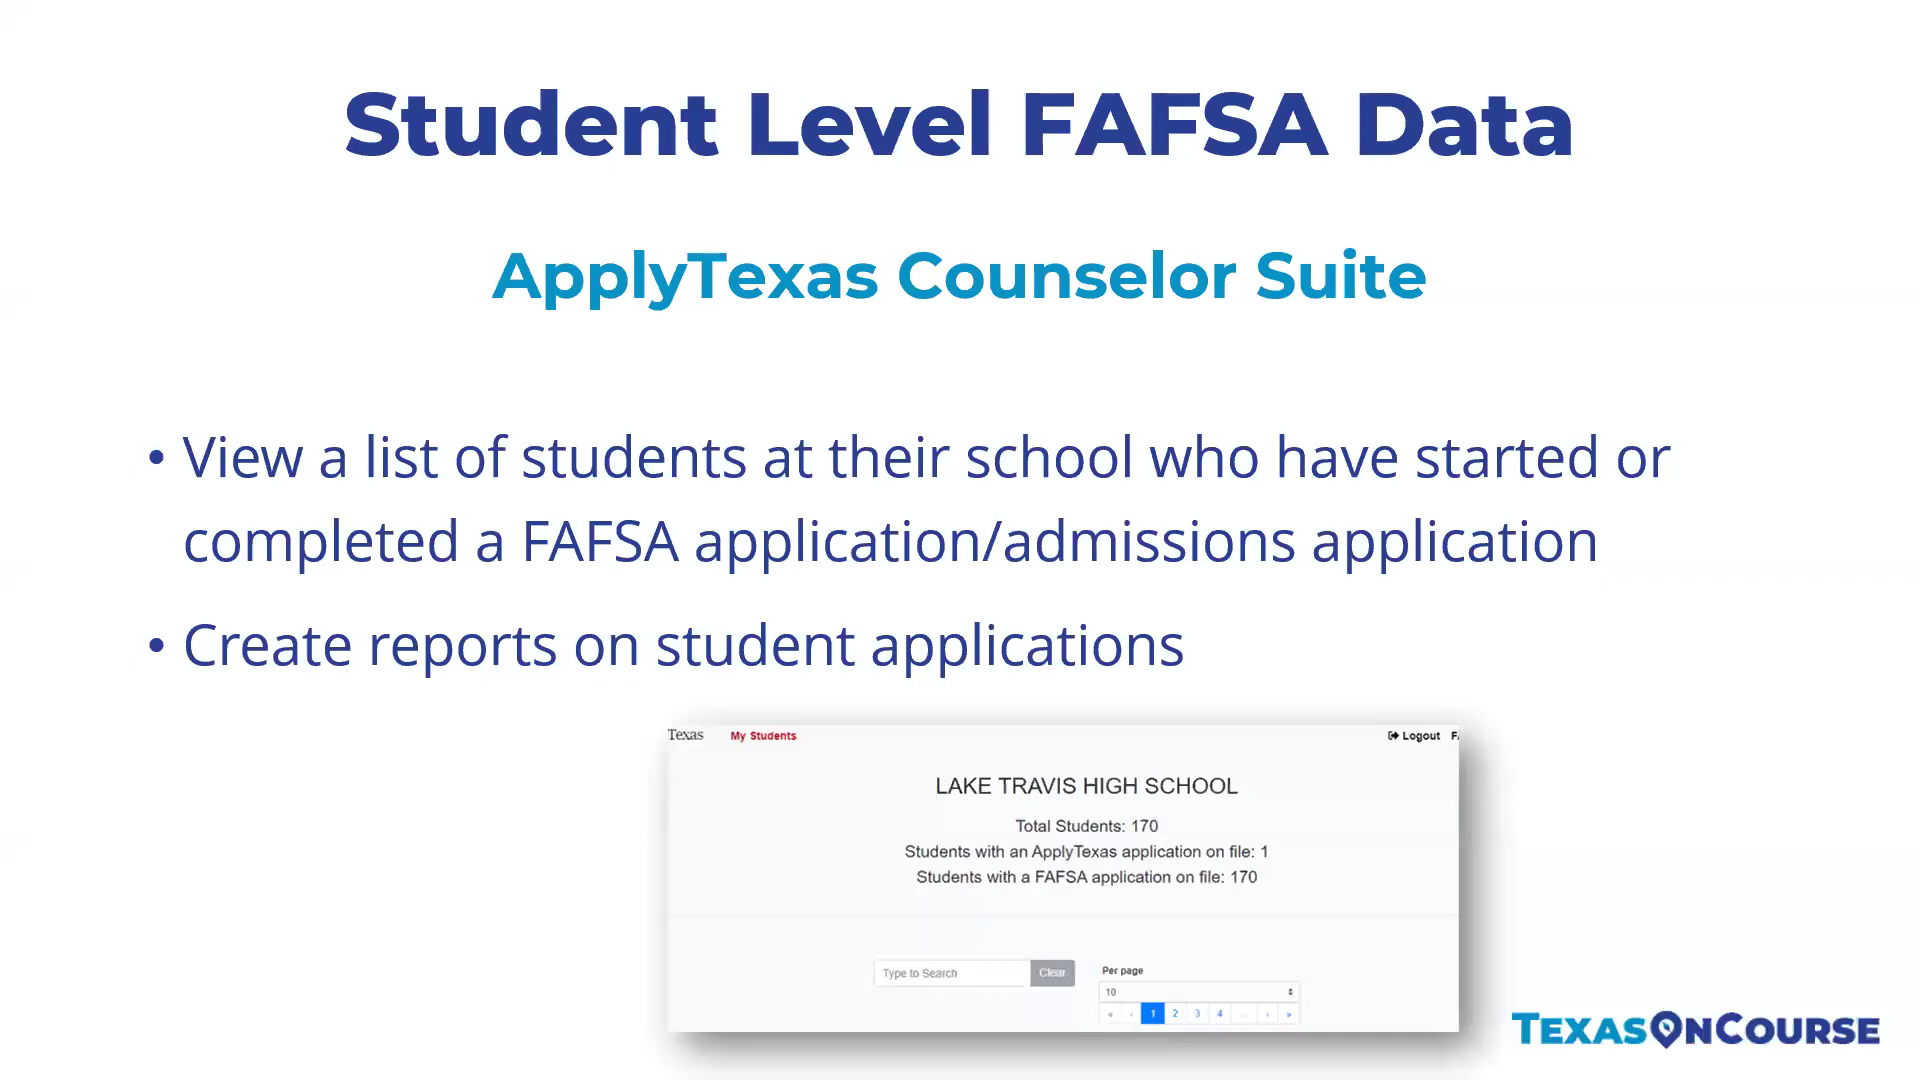 Student Level FAFSA Data
ApplyTexas Counselor Suite
• View a list of students at their school who have started or
completed a FAFSA application/admissions application
• Create reports on student applications
Texas My Students Logout
LAKE TRAVIS HIGH SCHOOL
Total Students: 170
Students with an ApplyTexas application on file: 1
Students with a FAFSA application on file: 170
Type to Search Clear
Per page
10
« ‹ 1 2 3 4 ... › »
TEXASONCOURSE